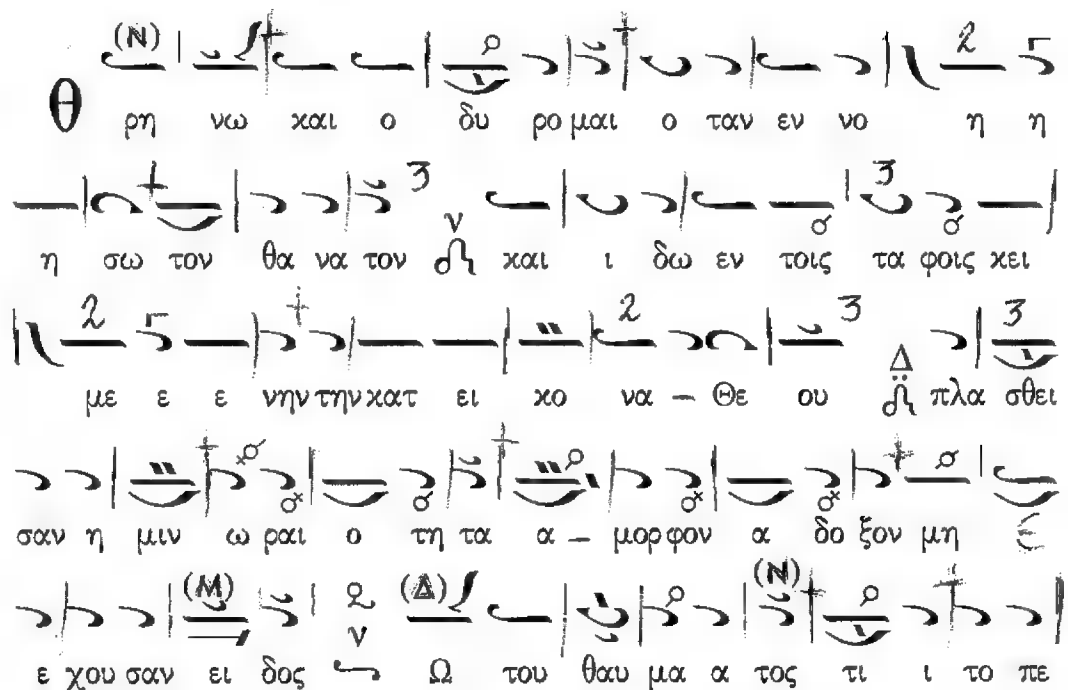 Θ ρη νω και ο δυ ρο μαι ο ταν εν νο η η
η σω τον θα να τον ν και ι δω εν τοις τα φοις κει
με ε ε νην την κατ ει κο να – Θε ου Δ πλα σθει
σαν η μιν ω ραι ο τη τα α – μορ φον α δο ξον μη ε
ε χου σαν ει δος ν Ω του θαυ μα α τος τι ι το πε